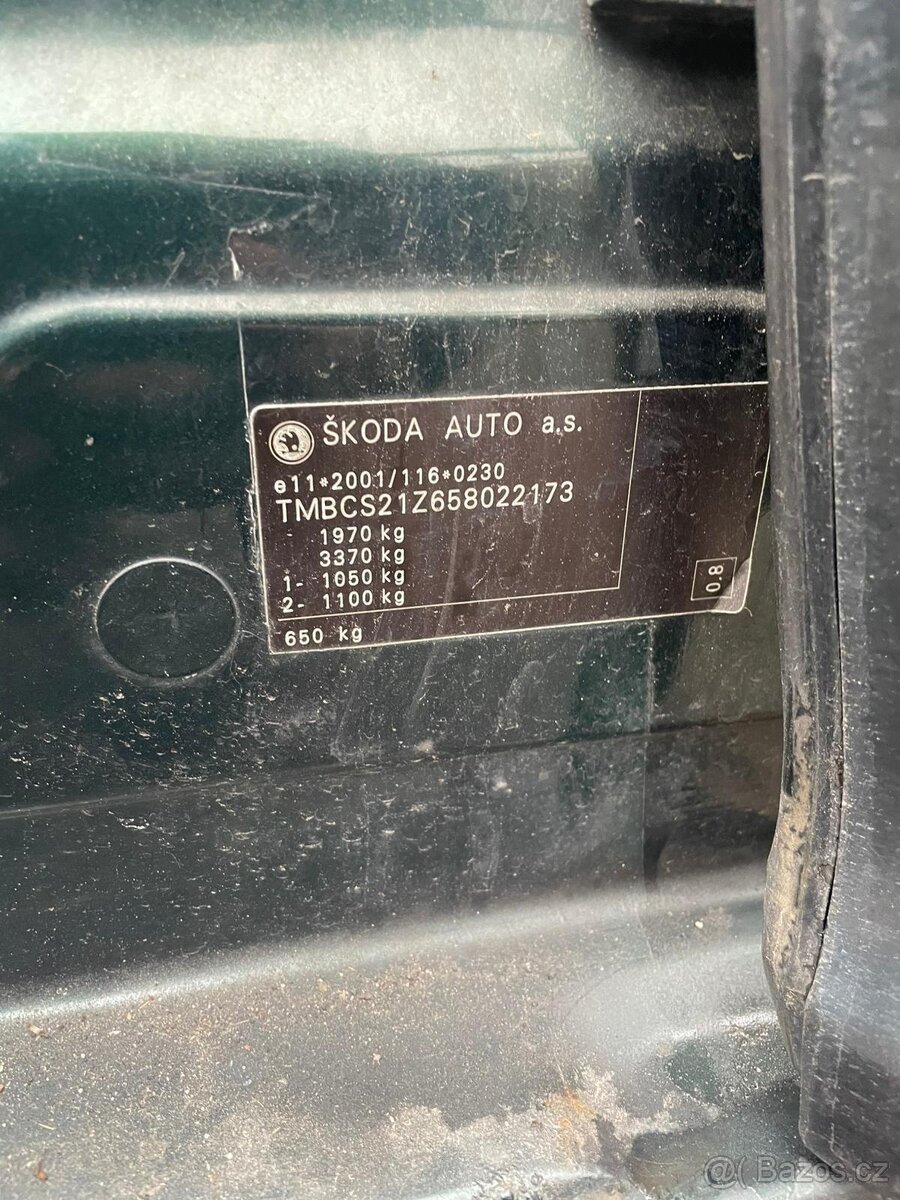 ŠKODA AUTO a.s.
e11*2001/116*0230
TMBCS21Z658022173
- 1970 kg
3370 kg
1- 1050 kg
2- 1100 kg
650 kg
0.8
@( Bazos.cz